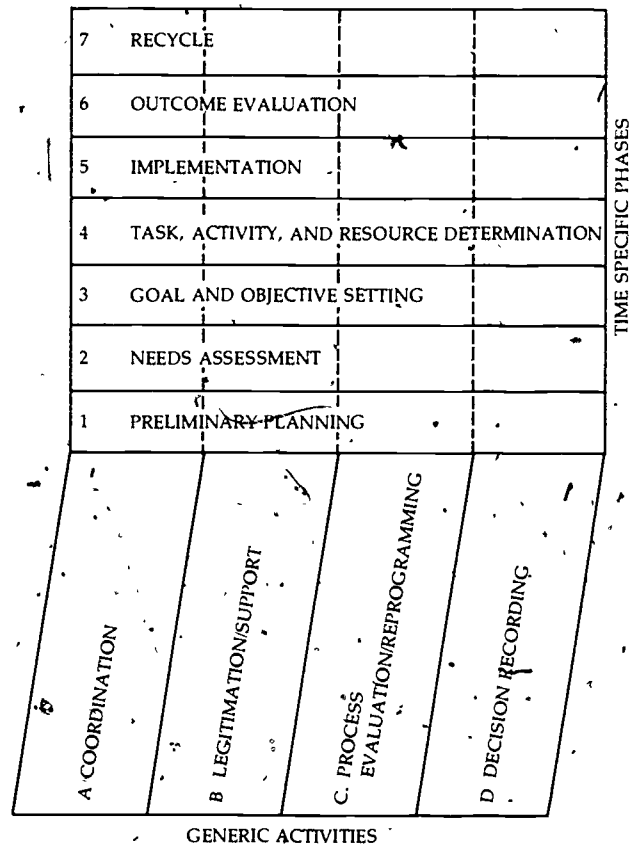 7 RECYCLE
6 OUTCOME EVALUATION
5 IMPLEMENTATION
4 TASK, ACTIVITY, AND RESOURCE DETERMINATION
3 GOAL AND OBJECTIVE SETTING
2 NEEDS ASSESSMENT
1 PRELIMINARY PLANNING
TIME SPECIFIC PHASES
A COORDINATION
B LEGITIMATION/SUPPORT
C. PROCESS
EVALUATION/REPROGRAMMING
D DECISION RECORDING
GENERIC ACTIVITIES